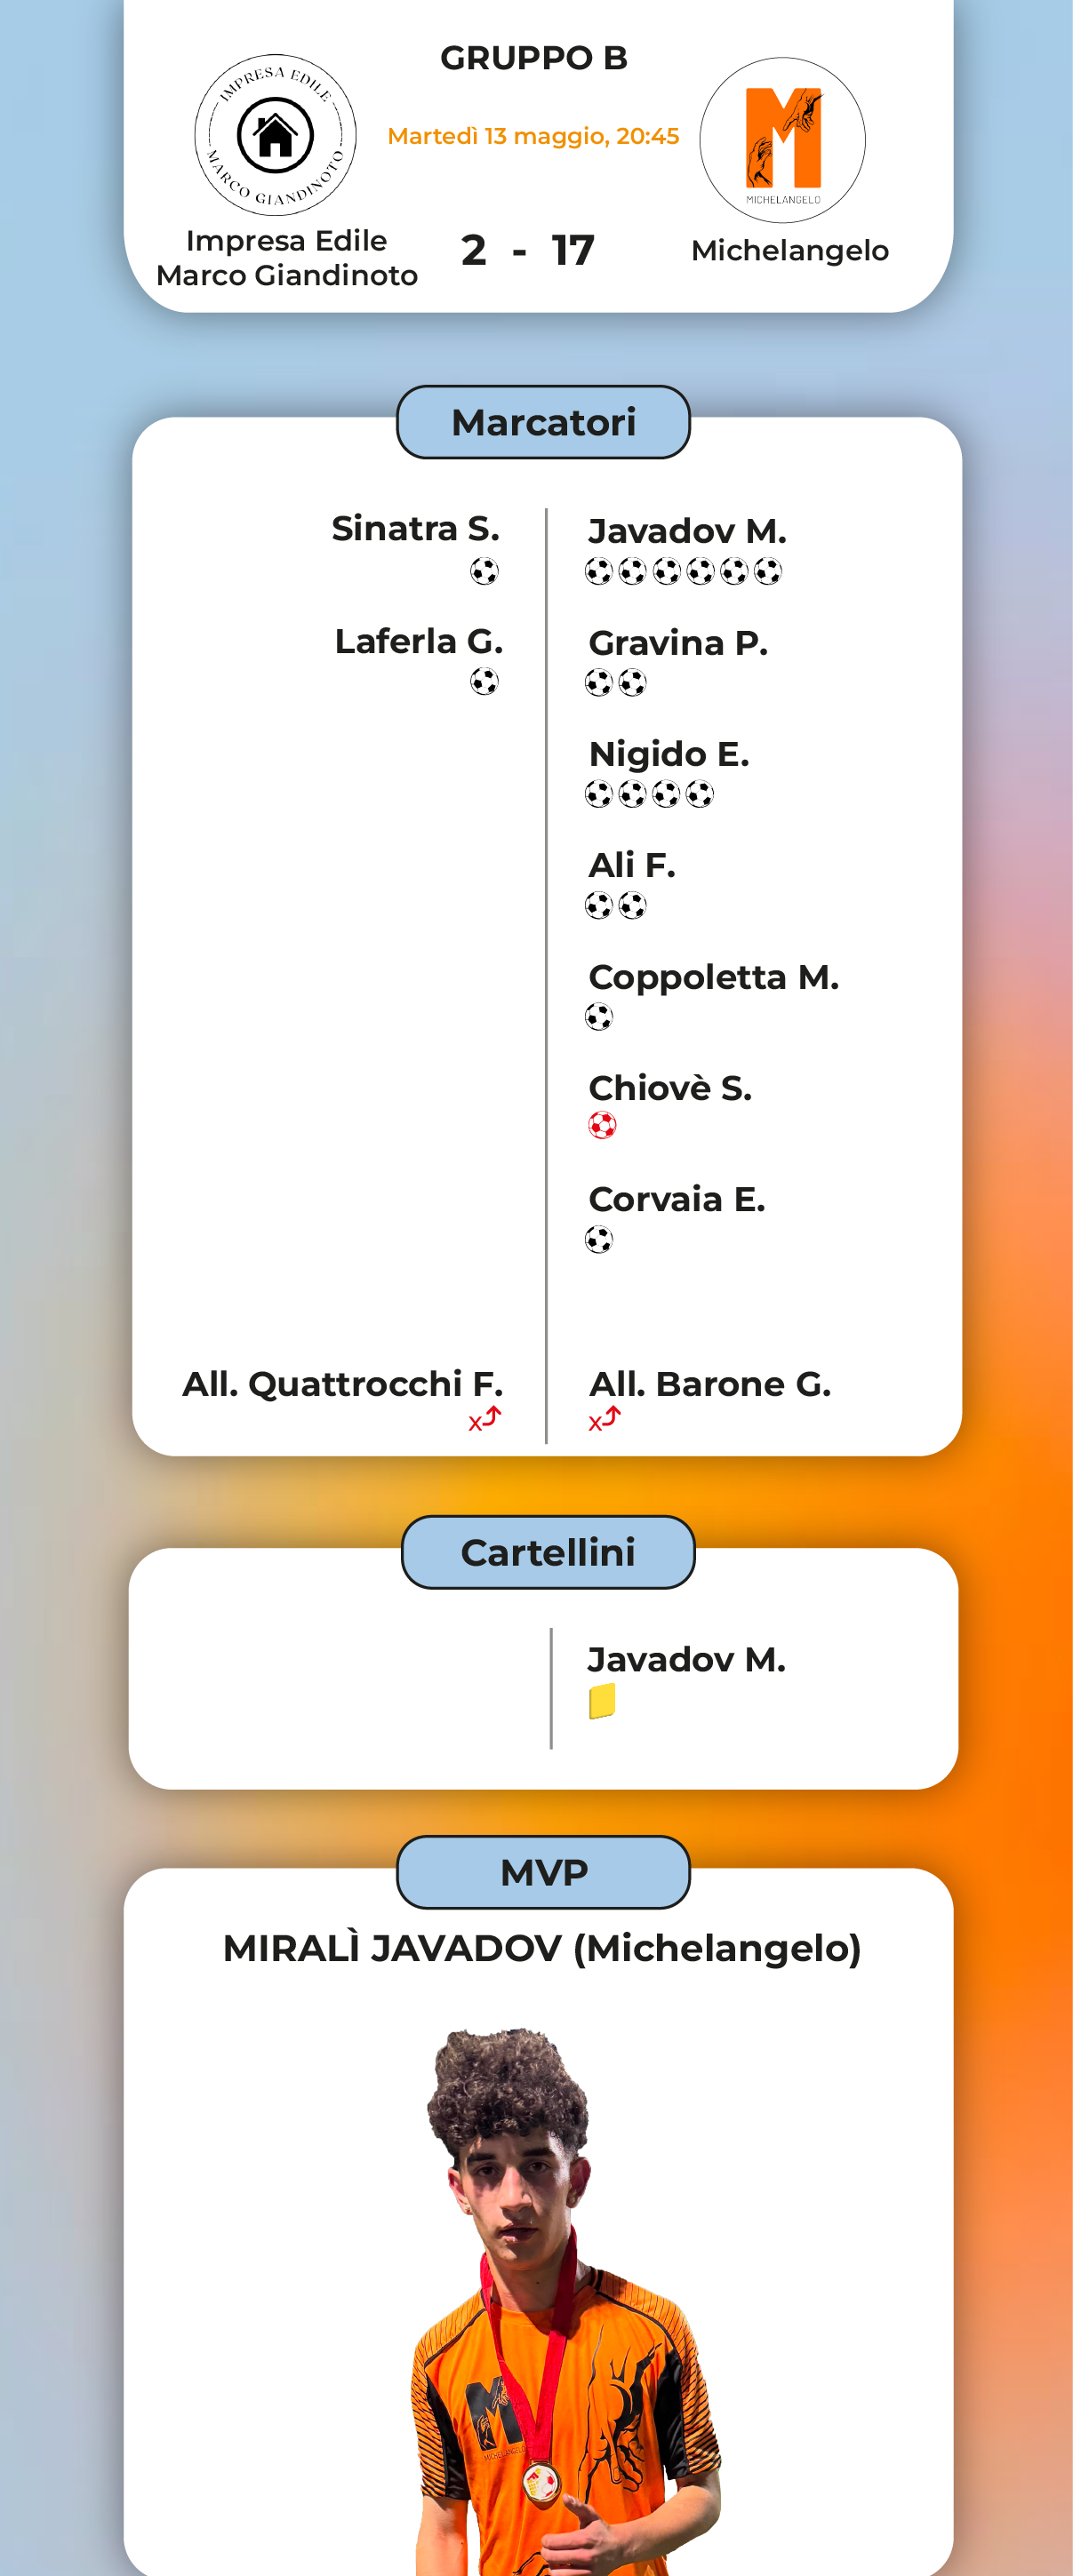 GRUPPO B
IMPRESA EDILE
MARCO GIANDINOTO
Martedì 13 maggio, 20:45
M
MICHELANGELO
Impresa Edile
Marco Giandinoto
2 - 17
Michelangelo
Marcatori
Sinatra S.
Javadov M.
Laferla G.
Gravina P.
Nigido E.
Ali F.
Coppoletta M.
Chiovè S.
Corvaia E.
All. Quattrocchi F.
All. Barone G.
x
x
Cartellini
Javadov M.
MVP
MIRALÌ JAVADOV (Michelangelo)
M
MICHELANGELO